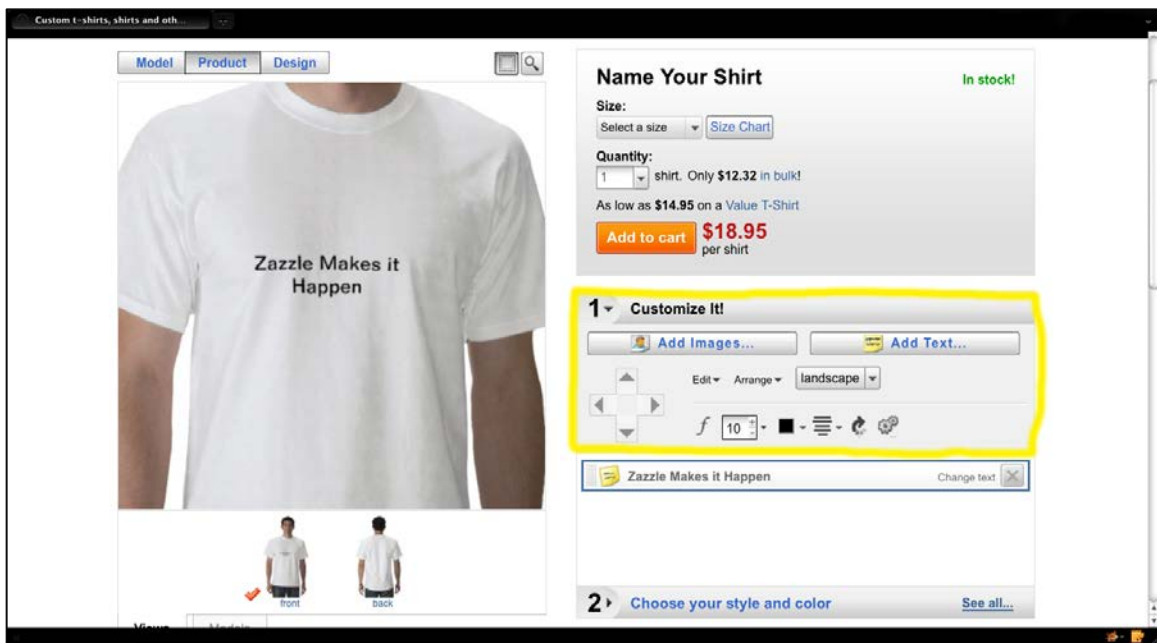 Custom t-shirts, shirts and oth...
Model Product Design
Zazzle Makes it
Happen
front back
Views Models
Name Your Shirt In stock!
Size:
Select a size Size Chart
Quantity:
1 shirt. Only $12.32 in bulk!
As low as $14.95 on a Value T-Shirt
Add to cart $18.95
per shirt
1 Customize It!
Add Images... Add Text...
Edit Arrange landscape
f 10
Zazzle Makes it Happen Change text
2 Choose your style and color See all...